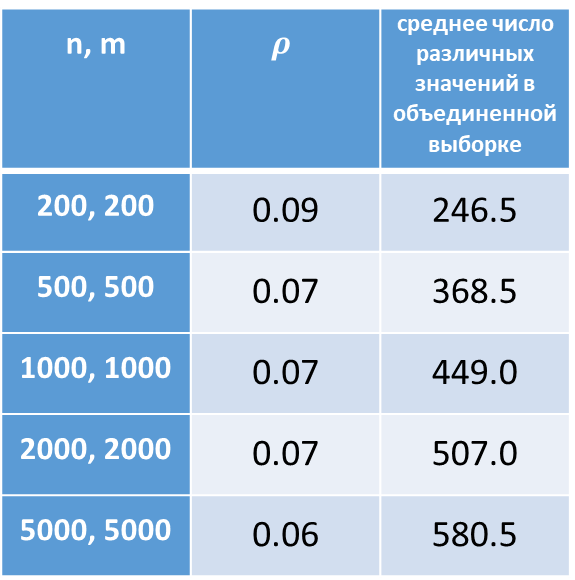 n, m
ρ
среднее число
различных
значений в
объединенной
выборке
200, 200
0.09
246.5
500, 500
0.07
368.5
1000, 1000
0.07
449.0
2000, 2000
0.07
507.0
5000, 5000
0.06
580.5